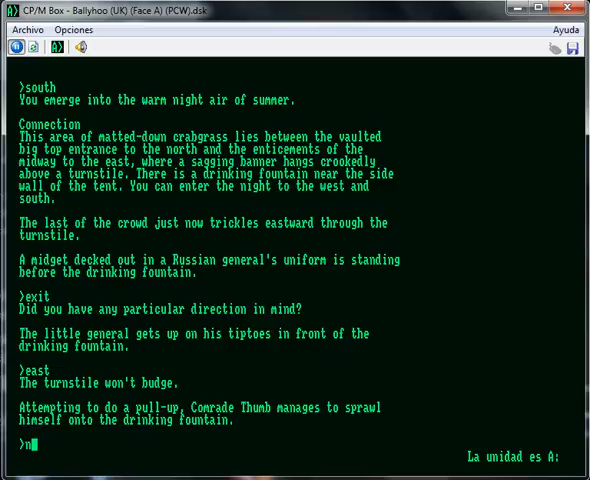 CP/M Box - Ballyhoo (UK) (Face A) (PCW).dsk
Archivo Opciones Ayuda
A>
>south
You emerge into the warm night air of summer.
Connection
This area of matted-down crabgrass lies between the vaulted
big top entrance to the north and the enticements of the
midway to the east, where a sagging banner hangs crookedly
above a turnstile. There is a drinking fountain near the side
wall of the tent. You can enter the night to the west and
south.
The last of the crowd just now trickles eastward through the
turnstile.
A midget decked out in a Russian general's uniform is standing
before the drinking fountain.
>exit
Did you have any particular direction in mind?
The little general gets up on his tiptoes in front of the
drinking fountain.
>east
The turnstile won't budge.
Attempting to do a pull-up, Comrade Thumb manages to sprawl
himself onto the drinking fountain.
>n
La unidad es A: